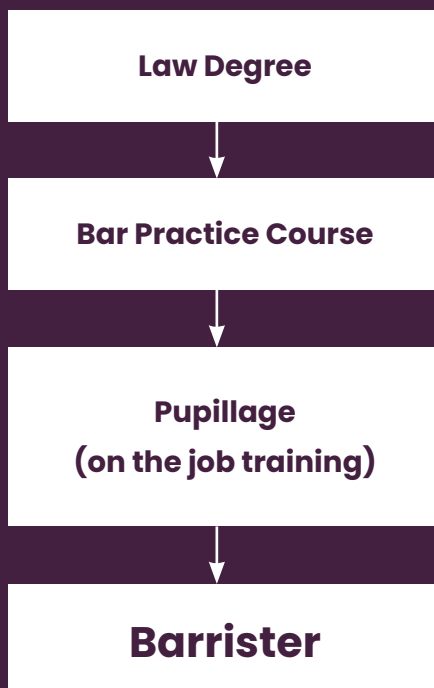 Law Degree
Bar Practice Course
Pupillage
(on the job training)
Barrister